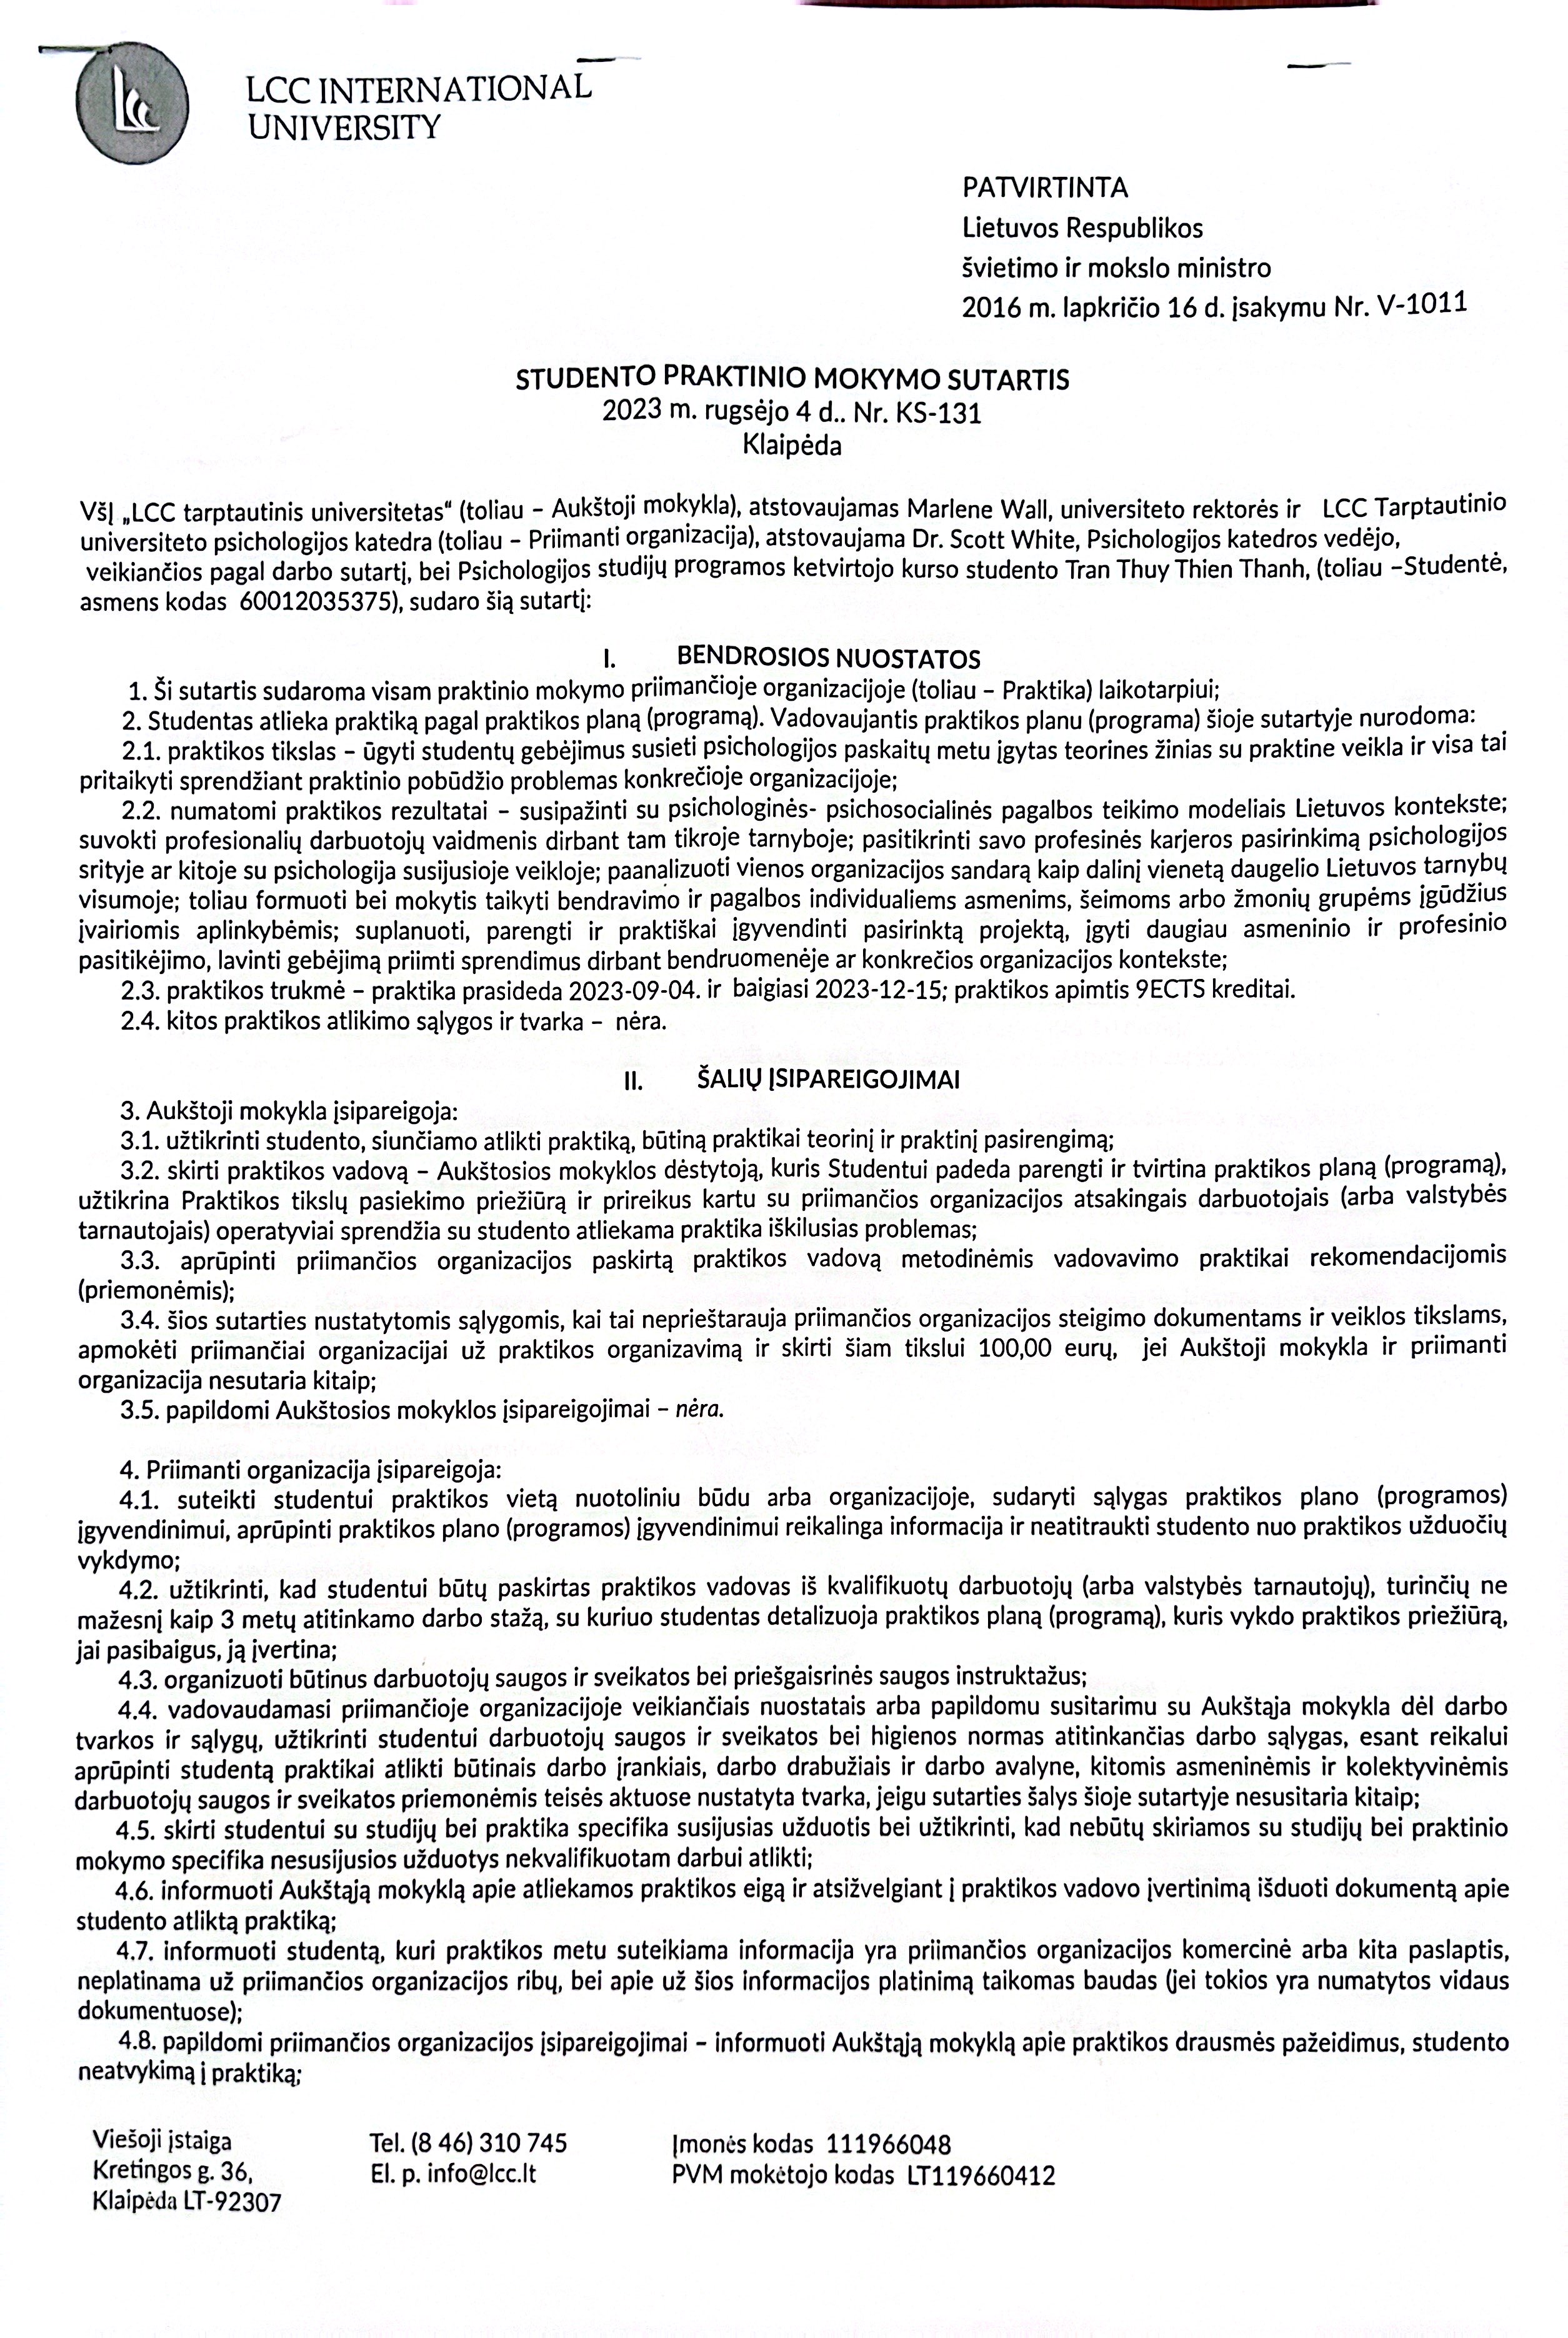 LCC INTERNATIONAL
UNIVERSITY
PATVIRTINTA
Lietuvos Respublikos
švietimo ir mokslo ministro
2016 m. lapkričio 16 d. įsakymu Nr. V-1011
STUDENTO PRAKTINIO MOKYMO SUTARTIS
2023 m. rugsėjo 4 d.. Nr. KS-131
Klaipėda
VšĮ „LCC tarptautinis universitetas“ (toliau – Aukštoji mokykla), atstovaujamas Marlene Wall, universiteto rektorės ir LCC Tarptautinio
universiteto psichologijos katedra (toliau – Priimanti organizacija), atstovaujama Dr. Scott White, Psichologijos katedros vedėjo,
veikiančios pagal darbo sutartį, bei Psichologijos studijų programos ketvirtojo kurso studento Tran Thuy Thien Thanh, (toliau –Studentė,
asmens kodas 60012035375), sudaro šią sutartį:
I. BENDROSIOS NUOSTATOS
1. Ši sutartis sudaroma visam praktinio mokymo priimančioje organizacijoje (toliau – Praktika) laikotarpiui;
2. Studentas atlieka praktiką pagal praktikos planą (programą). Vadovaujantis praktikos planu (programa) šioje sutartyje nurodoma:
2.1. praktikos tikslas – ūgyti studentų gebėjimus susieti psichologijos paskaitų metu įgytas teorines žinias su praktine veikla ir visa tai
pritaikyti sprendžiant praktinio pobūdžio problemas konkrečioje organizacijoje;
2.2. numatomi praktikos rezultatai – susipažinti su psichologinės- psichosocialinės pagalbos teikimo modeliais Lietuvos kontekste;
suvokti profesionalių darbuotojų vaidmenis dirbant tam tikroje tarnyboje; pasitikrinti savo profesinės karjeros pasirinkimą psichologijos
srityje ar kitoje su psichologija susijusioje veikloje; paanalizuoti vienos organizacijos sandarą kaip dalinį vienetą daugelio Lietuvos tarnybų
visumoje; toliau formuoti bei mokytis taikyti bendravimo ir pagalbos individualiems asmenims, šeimoms arbo žmonių grupėms įgūdžius
įvairiomis aplinkybėmis; suplanuoti, parengti ir praktiškai įgyvendinti pasirinktą projektą, įgyti daugiau asmeninio ir profesinio
pasitikėjimo, lavinti gebėjimą priimti sprendimus dirbant bendruomenėje ar konkrečios organizacijos kontekste;
2.3. praktikos trukmė – praktika prasideda 2023-09-04. ir baigiasi 2023-12-15; praktikos apimtis 9ECTS kreditai.
2.4. kitos praktikos atlikimo sąlygos ir tvarka – nėra.
II. ŠALIŲ ĮSIPAREIGOJIMAI
3. Aukštoji mokykla įsipareigoja:
3.1. užtikrinti studento, siunčiamo atlikti praktiką, būtiną praktikai teorinį ir praktinį pasirengimą;
3.2. skirti praktikos vadovą – Aukštosios mokyklos dėstytoją, kuris Studentui padeda parengti ir tvirtina praktikos planą (programą),
užtikrina Praktikos tikslų pasiekimo priežiūrą ir prireikus kartu su priimančios organizacijos atsakingais darbuotojais (arba valstybės
tarnautojais) operatyviai sprendžia su studento atliekama praktika iškilusias problemas;
3.3. aprūpinti priimančios organizacijos paskirtą praktikos vadovą metodinėmis vadovavimo praktikai rekomendacijomis
(priemonėmis);
3.4. šios sutarties nustatytomis sąlygomis, kai tai neprieštarauja priimančios organizacijos steigimo dokumentams ir veiklos tikslams,
apmokėti priimančiai organizacijai už praktikos organizavimą ir skirti šiam tikslui 100,00 eurų, jei Aukštoji mokykla ir priimanti
organizacija nesutaria kitaip;
3.5. papildomi Aukštosios mokyklos įsipareigojimai – nėra.
4. Priimanti organizacija įsipareigoja:
4.1. suteikti studentui praktikos vietą nuotoliniu būdu arba organizacijoje, sudaryti sąlygas praktikos plano (programos)
įgyvendinimui, aprūpinti praktikos plano (programos) įgyvendinimui reikalinga informacija ir neatitraukti studento nuo praktikos užduočių
vykdymo;
4.2. užtikrinti, kad studentui būtų paskirtas praktikos vadovas iš kvalifikuotų darbuotojų (arba valstybės tarnautojų), turinčių ne
mažesnį kaip 3 metų atitinkamo darbo stažą, su kuriuo studentas detalizuoja praktikos planą (programą), kuris vykdo praktikos priežiūrą,
jai pasibaigus, ją įvertina;
4.3. organizuoti būtinus darbuotojų saugos ir sveikatos bei priešgaisrinės saugos instruktažus;
4.4. vadovaudamasi priimančioje organizacijoje veikiančiais nuostatais arba papildomu susitarimu su Aukštąja mokykla dėl darbo
tvarkos ir sąlygų, užtikrinti studentui darbuotojų saugos ir sveikatos bei higienos normas atitinkančias darbo sąlygas, esant reikalui
aprūpinti studentą praktikai atlikti būtinais darbo įrankiais, darbo drabužiais ir darbo avalyne, kitomis asmeninėmis ir kolektyvinėmis
darbuotojų saugos ir sveikatos priemonėmis teisės aktuose nustatyta tvarka, jeigu sutarties šalys šioje sutartyje nesusitaria kitaip;
4.5. skirti studentui su studijų bei praktika specifika susijusias užduotis bei užtikrinti, kad nebūtų skiriamos su studijų bei praktinio
mokymo specifika nesusijusios užduotys nekvalifikuotam darbui atlikti;
4.6. informuoti Aukštąją mokyklą apie atliekamos praktikos eigą ir atsižvelgiant į praktikos vadovo įvertinimą išduoti dokumentą apie
studento atliktą praktiką;
4.7. informuoti studentą, kuri praktikos metu suteikiama informacija yra priimančios organizacijos komercinė arba kita paslaptis,
neplatinama už priimančios organizacijos ribų, bei apie už šios informacijos platinimą taikomas baudas (jei tokios yra numatytos vidaus
dokumentuose);
4.8. papildomi priimančios organizacijos įsipareigojimai – informuoti Aukštąją mokyklą apie praktikos drausmės pažeidimus, studento
neatvykimą į praktiką;
Viešoji įstaiga
Kretingos g. 36,
Klaipėda LT-92307
Tel. (8 46) 310 745
El. p. info@lcc.lt
Įmonės kodas 111966048
PVM mokėtojo kodas LT119660412